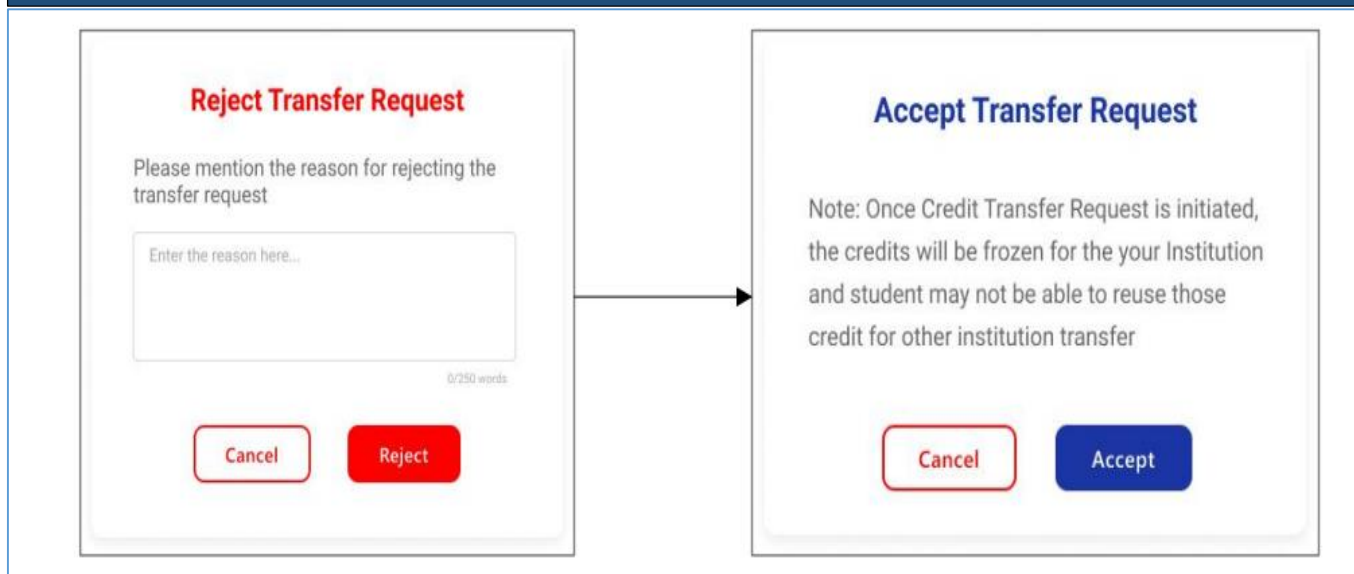 Reject Transfer Request
Please mention the reason for rejecting the
transfer request
Enter the reason here...
0/250 words
Cancel
Reject
Accept Transfer Request
Note: Once Credit Transfer Request is initiated,
the credits will be frozen for the your Institution
and student may not be able to reuse those
credit for other institution transfer
Cancel
Accept